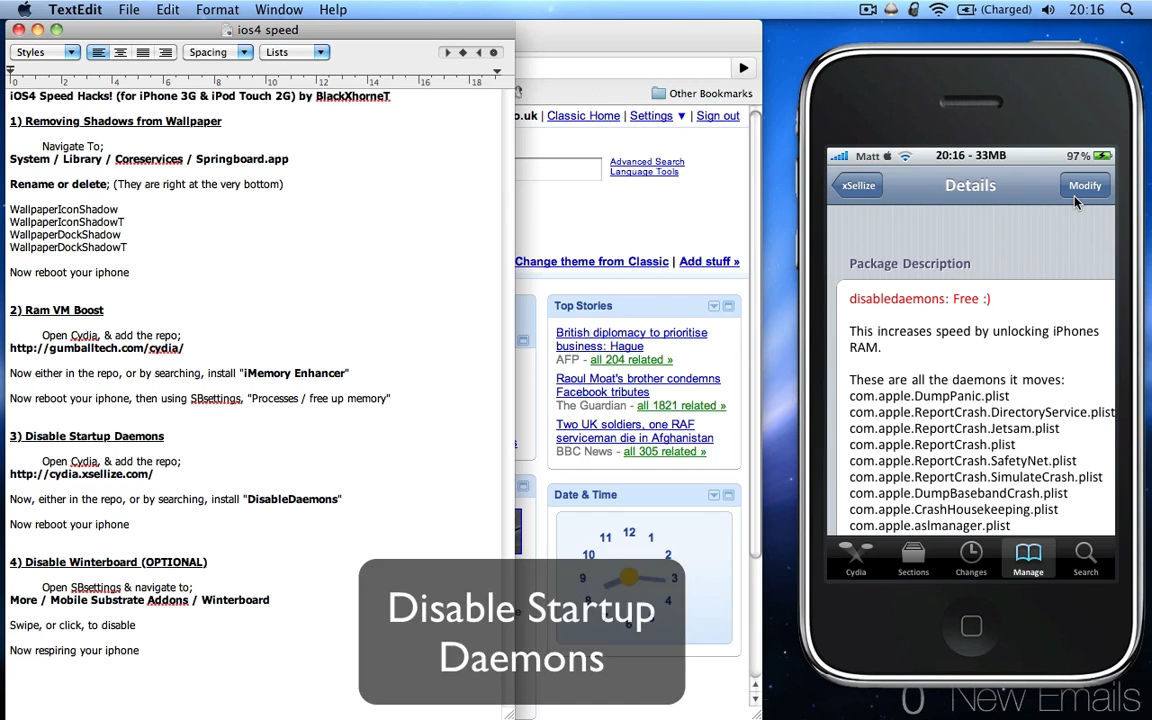 TextEdit File Edit Format Window Help
(Charged) 20:16
ios4 speed
Styles Spacing Lists
0 2 4 6 8 10 12 14 16 18
iOS4 Speed Hacks! (for iPhone 3G & iPod Touch 2G) by BlackXhorneT
1) Removing Shadows from Wallpaper
Navigate To;
System / Library / Coreservices / Springboard.app
Rename or delete; (They are right at the very bottom)
WallpaperIconShadow
WallpaperIconShadowT
WallpaperDockShadow
WallpaperDockShadowT
Now reboot your iphone
2) Ram VM Boost
Open Cydia, & add the repo;
http://gumballtech.com/cydia/
Now either in the repo, or by searching, install "iMemory Enhancer"
Now reboot your iphone, then using SBsettings, "Processes / free up memory"
3) Disable Startup Daemons
Open Cydia, & add the repo;
http://cydia.xsellize.com/
Now, either in the repo, or by searching, install "DisableDaemons"
Now reboot your iphone
4) Disable Winterboard (OPTIONAL)
Open SBsettings & navigate to;
More / Mobile Substrate Addons / Winterboard
Swipe, or click, to disable
Now respiring your iphone
Other Bookmarks
o.uk | Classic Home | Settings ▼ | Sign out
Advanced Search
Language Tools
Change theme from Classic | Add stuff »
Top Stories
British diplomacy to prioritise
business: Hague
AFP - all 204 related »
Raoul Moat's brother condemns
Facebook tributes
The Guardian - all 1821 related »
Two UK soldiers, one RAF
serviceman die in Afghanistan
BBC News - all 305 related »
Date & Time
12
11 1
10 2
9 3
8
6
Disable Startup
Daemons
Matt 20:16 - 33MB 97%
xSellize Details Modify
Package Description
disabledaemons: Free :)
This increases speed by unlocking iPhones
RAM.
These are all the daemons it moves:
com.apple.DumpPanic.plist
com.apple.ReportCrash.DirectoryService.plist
com.apple.ReportCrash.Jetsam.plist
com.apple.ReportCrash.plist
com.apple.ReportCrash.SafetyNet.plist
com.apple.ReportCrash.SimulateCrash.plist
com.apple.DumpBasebandCrash.plist
com.apple.CrashHousekeeping.plist
com.apple.aslmanager.plist
Cydia Sections Changes Manage Search
0 New Emails